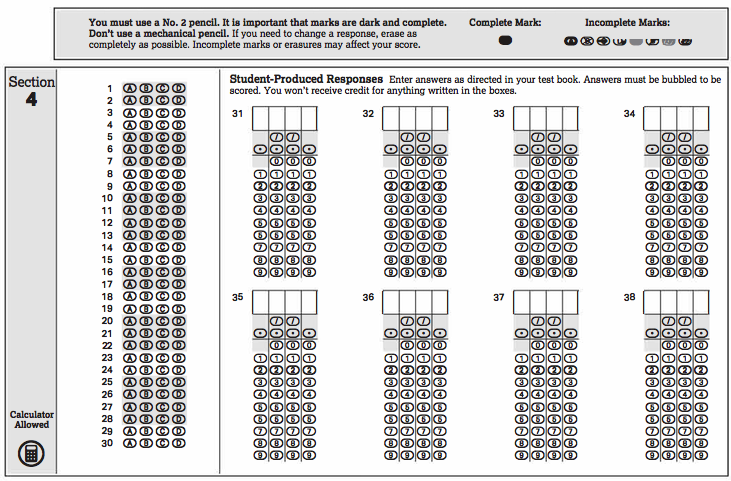 You must use a No. 2 pencil. It is important that marks are dark and complete.
Don't use a mechanical pencil. If you need to change a response, erase as
completely as possible. Incomplete marks or erasures may affect your score.
Complete Mark:
Incomplete Marks:
Section
4
Calculator
Allowed
1 A B C D
2 A B C D
3 A B C D
4 A B C D
5 A B C D
6 A B C D
7 A B C D
8 A B C D
9 A B C D
10 A B C D
11 A B C D
12 A B C D
13 A B C D
14 A B C D
15 A B C D
16 A B C D
17 A B C D
18 A B C D
19 A B C D
20 A B C D
21 A B C D
22 A B C D
23 A B C D
24 A B C D
25 A B C D
26 A B C D
27 A B C D
28 A B C D
29 A B C D
30 A B C D
Student-Produced Responses Enter answers as directed in your test book. Answers must be bubbled to be
scored. You won't receive credit for anything written in the boxes.
31 32 33 34
/ / / / / / / /
. . . . . . . . . . . . . . . .
0 0 0 0 0 0 0 0 0 0 0 0
1 1 1 1 1 1 1 1 1 1 1 1 1 1 1 1
2 2 2 2 2 2 2 2 2 2 2 2 2 2 2 2
3 3 3 3 3 3 3 3 3 3 3 3 3 3 3 3
4 4 4 4 4 4 4 4 4 4 4 4 4 4 4 4
5 5 5 5 5 5 5 5 5 5 5 5 5 5 5 5
6 6 6 6 6 6 6 6 6 6 6 6 6 6 6 6
7 7 7 7 7 7 7 7 7 7 7 7 7 7 7 7
8 8 8 8 8 8 8 8 8 8 8 8 8 8 8 8
9 9 9 9 9 9 9 9 9 9 9 9 9 9 9 9
35 36 37 38
/ / / / / / / /
. . . . . . . . . . . . . . . .
0 0 0 0 0 0 0 0 0 0 0 0
1 1 1 1 1 1 1 1 1 1 1 1 1 1 1 1
2 2 2 2 2 2 2 2 2 2 2 2 2 2 2 2
3 3 3 3 3 3 3 3 3 3 3 3 3 3 3 3
4 4 4 4 4 4 4 4 4 4 4 4 4 4 4 4
5 5 5 5 5 5 5 5 5 5 5 5 5 5 5 5
6 6 6 6 6 6 6 6 6 6 6 6 6 6 6 6
7 7 7 7 7 7 7 7 7 7 7 7 7 7 7 7
8 8 8 8 8 8 8 8 8 8 8 8 8 8 8 8
9 9 9 9 9 9 9 9 9 9 9 9 9 9 9 9